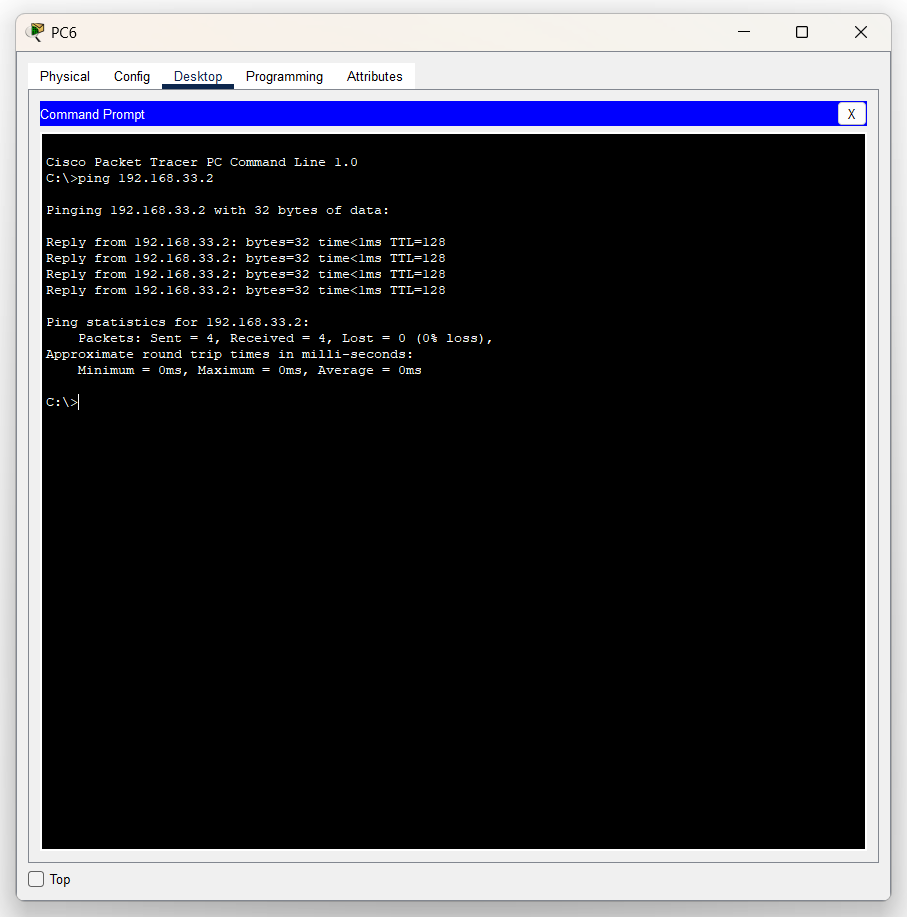 PC6
Physical Config Desktop Programming Attributes
Command Prompt X
Cisco Packet Tracer PC Command Line 1.0
C:\>ping 192.168.33.2
Pinging 192.168.33.2 with 32 bytes of data:
Reply from 192.168.33.2: bytes=32 time<1ms TTL=128
Reply from 192.168.33.2: bytes=32 time<1ms TTL=128
Reply from 192.168.33.2: bytes=32 time<1ms TTL=128
Reply from 192.168.33.2: bytes=32 time<1ms TTL=128
Ping statistics for 192.168.33.2:
Packets: Sent = 4, Received = 4, Lost = 0 (0% loss),
Approximate round trip times in milli-seconds:
Minimum = 0ms, Maximum = 0ms, Average = 0ms
C:\>
Top